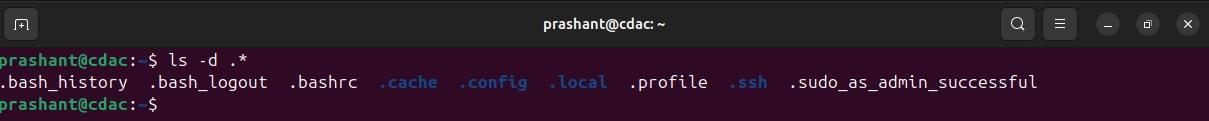 prashant@cdac: ~
prashant@cdac:~$ ls -d .*
.bash_history .bash_logout .bashrc .cache .config .local .profile .ssh .sudo_as_admin_successful
prashant@cdac:~$